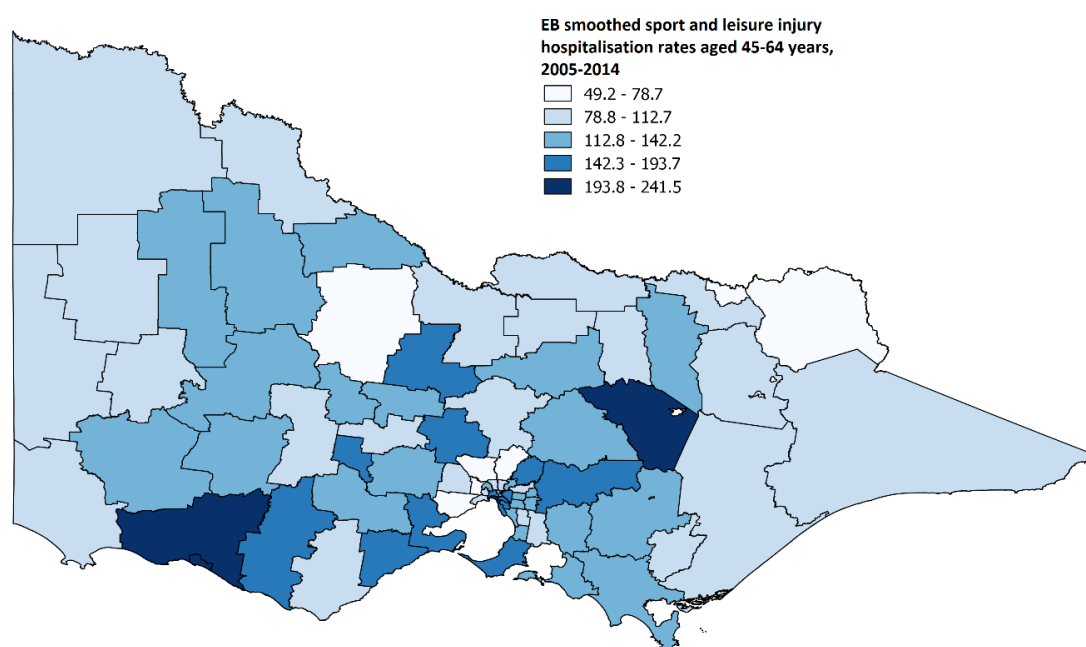 EB smoothed sport and leisure injury
hospitalisation rates aged 45-64 years,
2005-2014
49.2 - 78.7
78.8 - 112.7
112.8 - 142.2
142.3 - 193.7
193.8 - 241.5